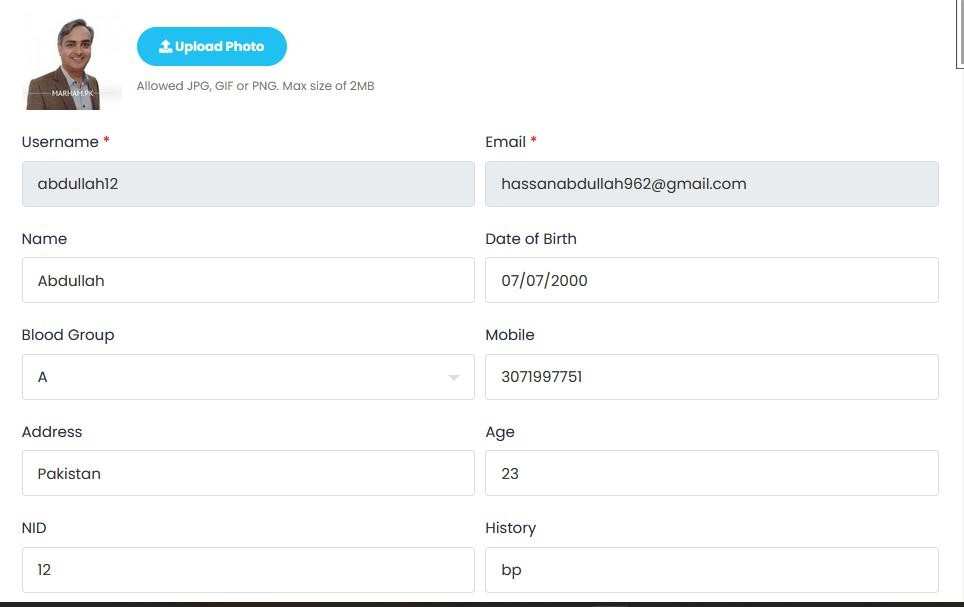 MARHAM.PK
Upload Photo
Allowed JPG, GIF or PNG. Max size of 2MB
Username *
Email *
abdullah12
hassanabdullah962@gmail.com
Name
Date of Birth
Abdullah
07/07/2000
Blood Group
Mobile
A
3071997751
Address
Age
Pakistan
23
NID
History
12
bp